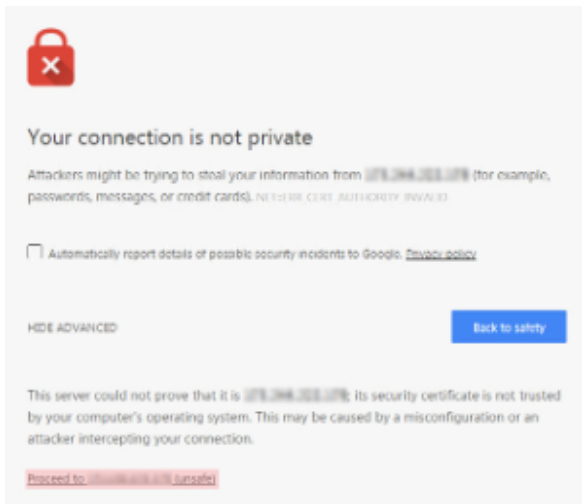 Your connection is not private
Attackers might be trying to steal your information from (for example,
passwords, messages, or credit cards). NET::ERR_CERT_AUTHORITY_INVALID
Automatically report details of possible security incidents to Google. Privacy policy
HIDE ADVANCED
Back to safety
This server could not prove that it is ; its security certificate is not trusted
by your computer's operating system. This may be caused by a misconfiguration or an
attacker intercepting your connection.
Proceed to (unsafe)